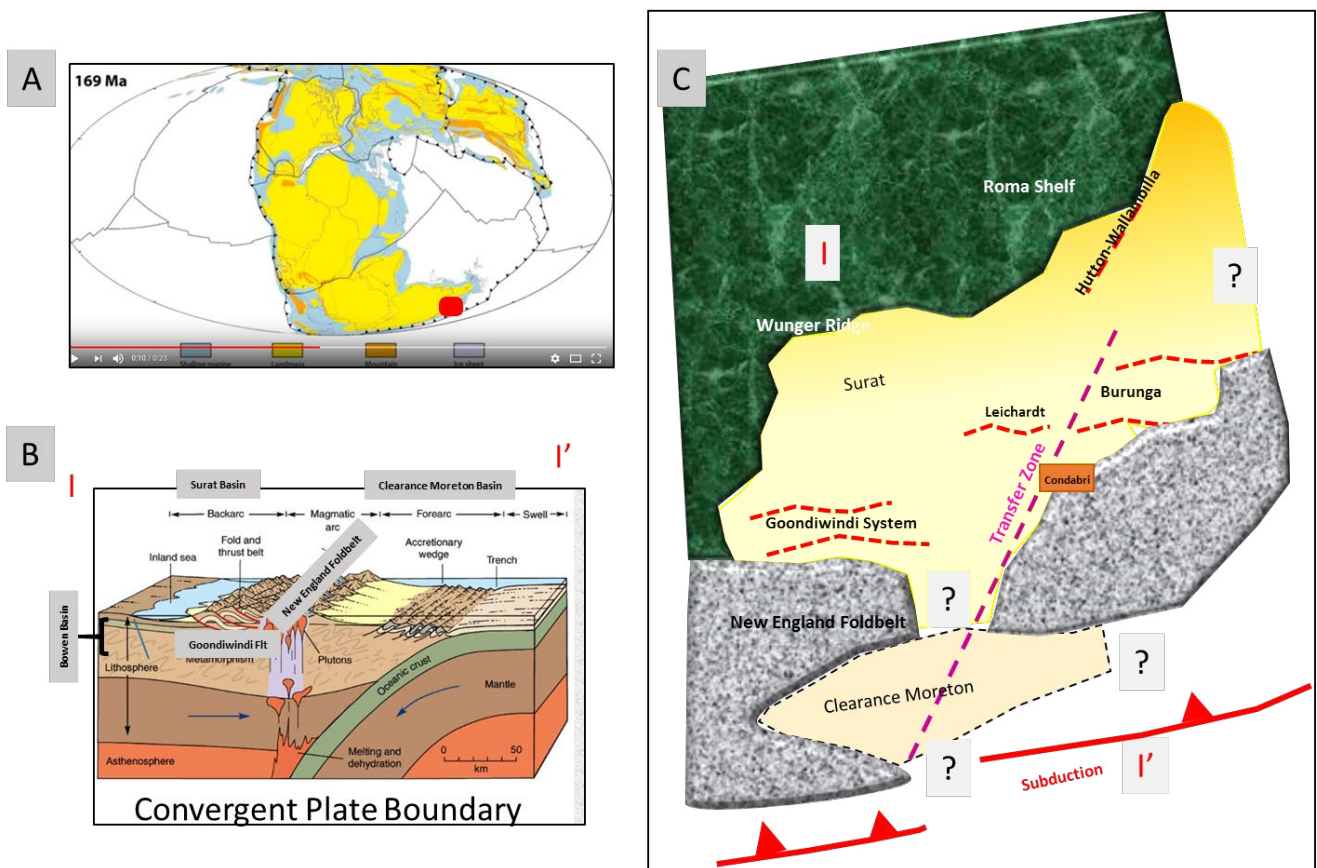 A
169 Ma
0:10 / 0:23
Shallow marine
Landmass
Mountain
Ice sheet
B
I
I'
Surat Basin
Clearance Moreton Basin
Backarc
Magmatic
arc
Forearc
Swell
Inland sea
Fold and
thrust belt
New England Foldbelt
Accretionary
wedge
Trench
Bowen Basin
Goondiwindi Flt
Metamorphism
Lithosphere
Plutons
Oceanic crust
Mantle
Asthenosphere
Melting and
dehydration
0
50
km
Convergent Plate Boundary
C
Roma Shelf
Hutton-Wallambilla
I
?
Wunger Ridge
Surat
Burunga
Leichardt
Transfer Zone
Condabri
Goondiwindi System
?
New England Foldbelt
?
Clearance Moreton
?
Subduction
I'